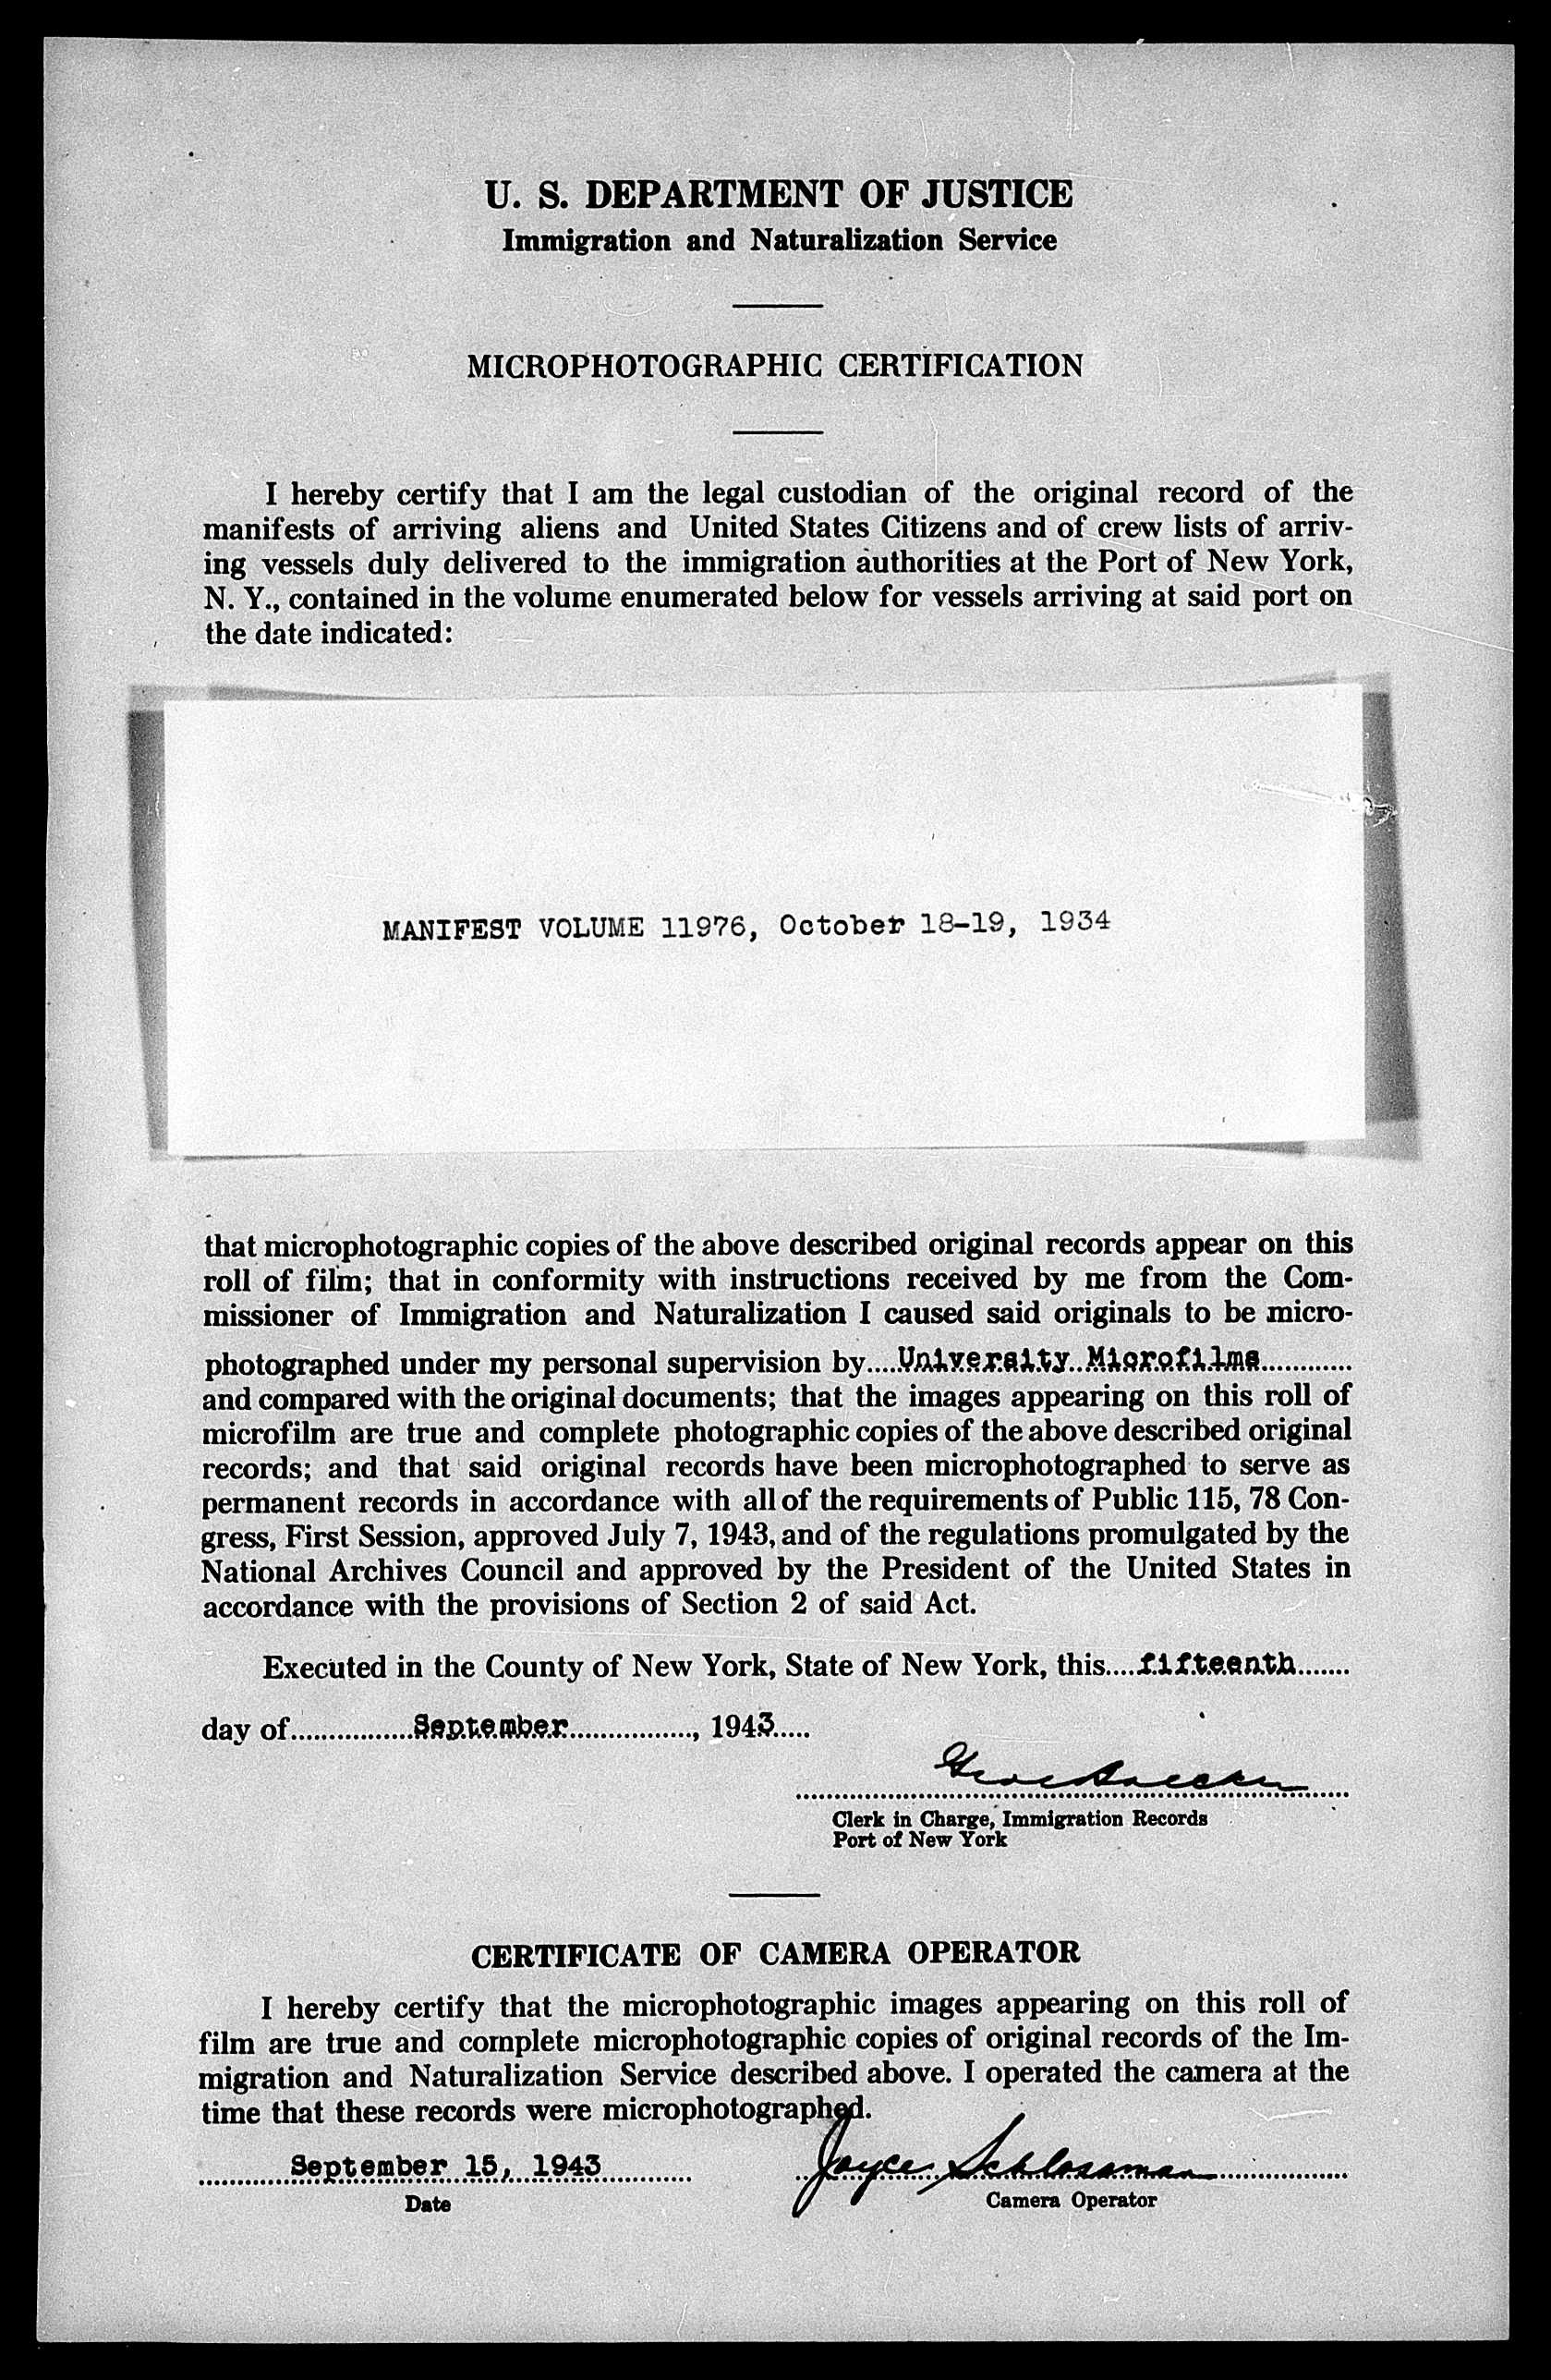 U. S. DEPARTMENT OF JUSTICE
Immigration and Naturalization Service
MICROPHOTOGRAPHIC CERTIFICATION
I hereby certify that I am the legal custodian of the original record of the
manifests of arriving aliens and United States Citizens and of crew lists of arriv-
ing vessels duly delivered to the immigration authorities at the Port of New York,
N. Y., contained in the volume enumerated below for vessels arriving at said port on
the date indicated:
MANIFEST VOLUME 11976, October 18-19, 1934
that microphotographic copies of the above described original records appear on this
roll of film; that in conformity with instructions received by me from the Com-
missioner of Immigration and Naturalization I caused said originals to be micro-
photographed under my personal supervision by....University Microfilms............
and compared with the original documents; that the images appearing on this roll of
microfilm are true and complete photographic copies of the above described original
records; and that said original records have been microphotographed to serve as
permanent records in accordance with all of the requirements of Public 115, 78 Con-
gress, First Session, approved July 7, 1943, and of the regulations promulgated by the
National Archives Council and approved by the President of the United States in
accordance with the provisions of Section 2 of said Act.
Executed in the County of New York, State of New York, this....fifteenth.......
day of................September................, 1943.....
Clerk in Charge, Immigration Records
Port of New York
CERTIFICATE OF CAMERA OPERATOR
I hereby certify that the microphotographic images appearing on this roll of
film are true and complete microphotographic copies of original records of the Im-
migration and Naturalization Service described above. I operated the camera at the
time that these records were microphotographed.
September 15, 1943 Joyce Schlossman
Date Camera Operator